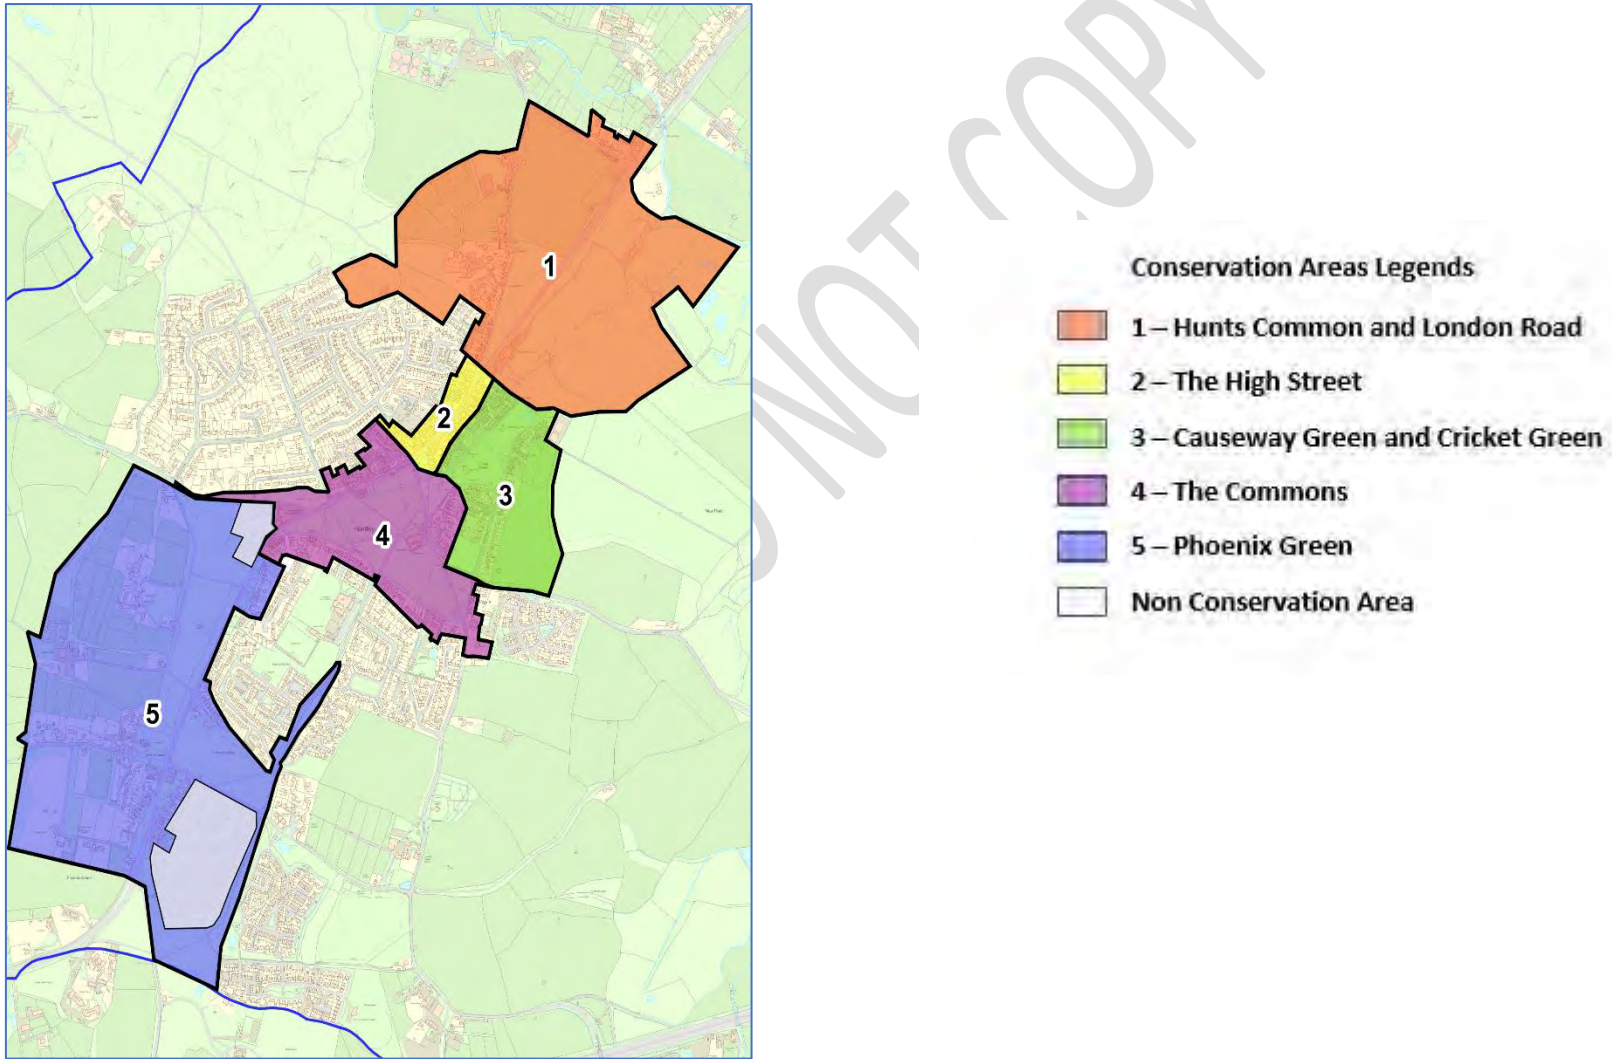 DO NOT COPY
1
2
3
4
5
Conservation Areas Legends
1 – Hunts Common and London Road
2 – The High Street
3 – Causeway Green and Cricket Green
4 – The Commons
5 – Phoenix Green
Non Conservation Area